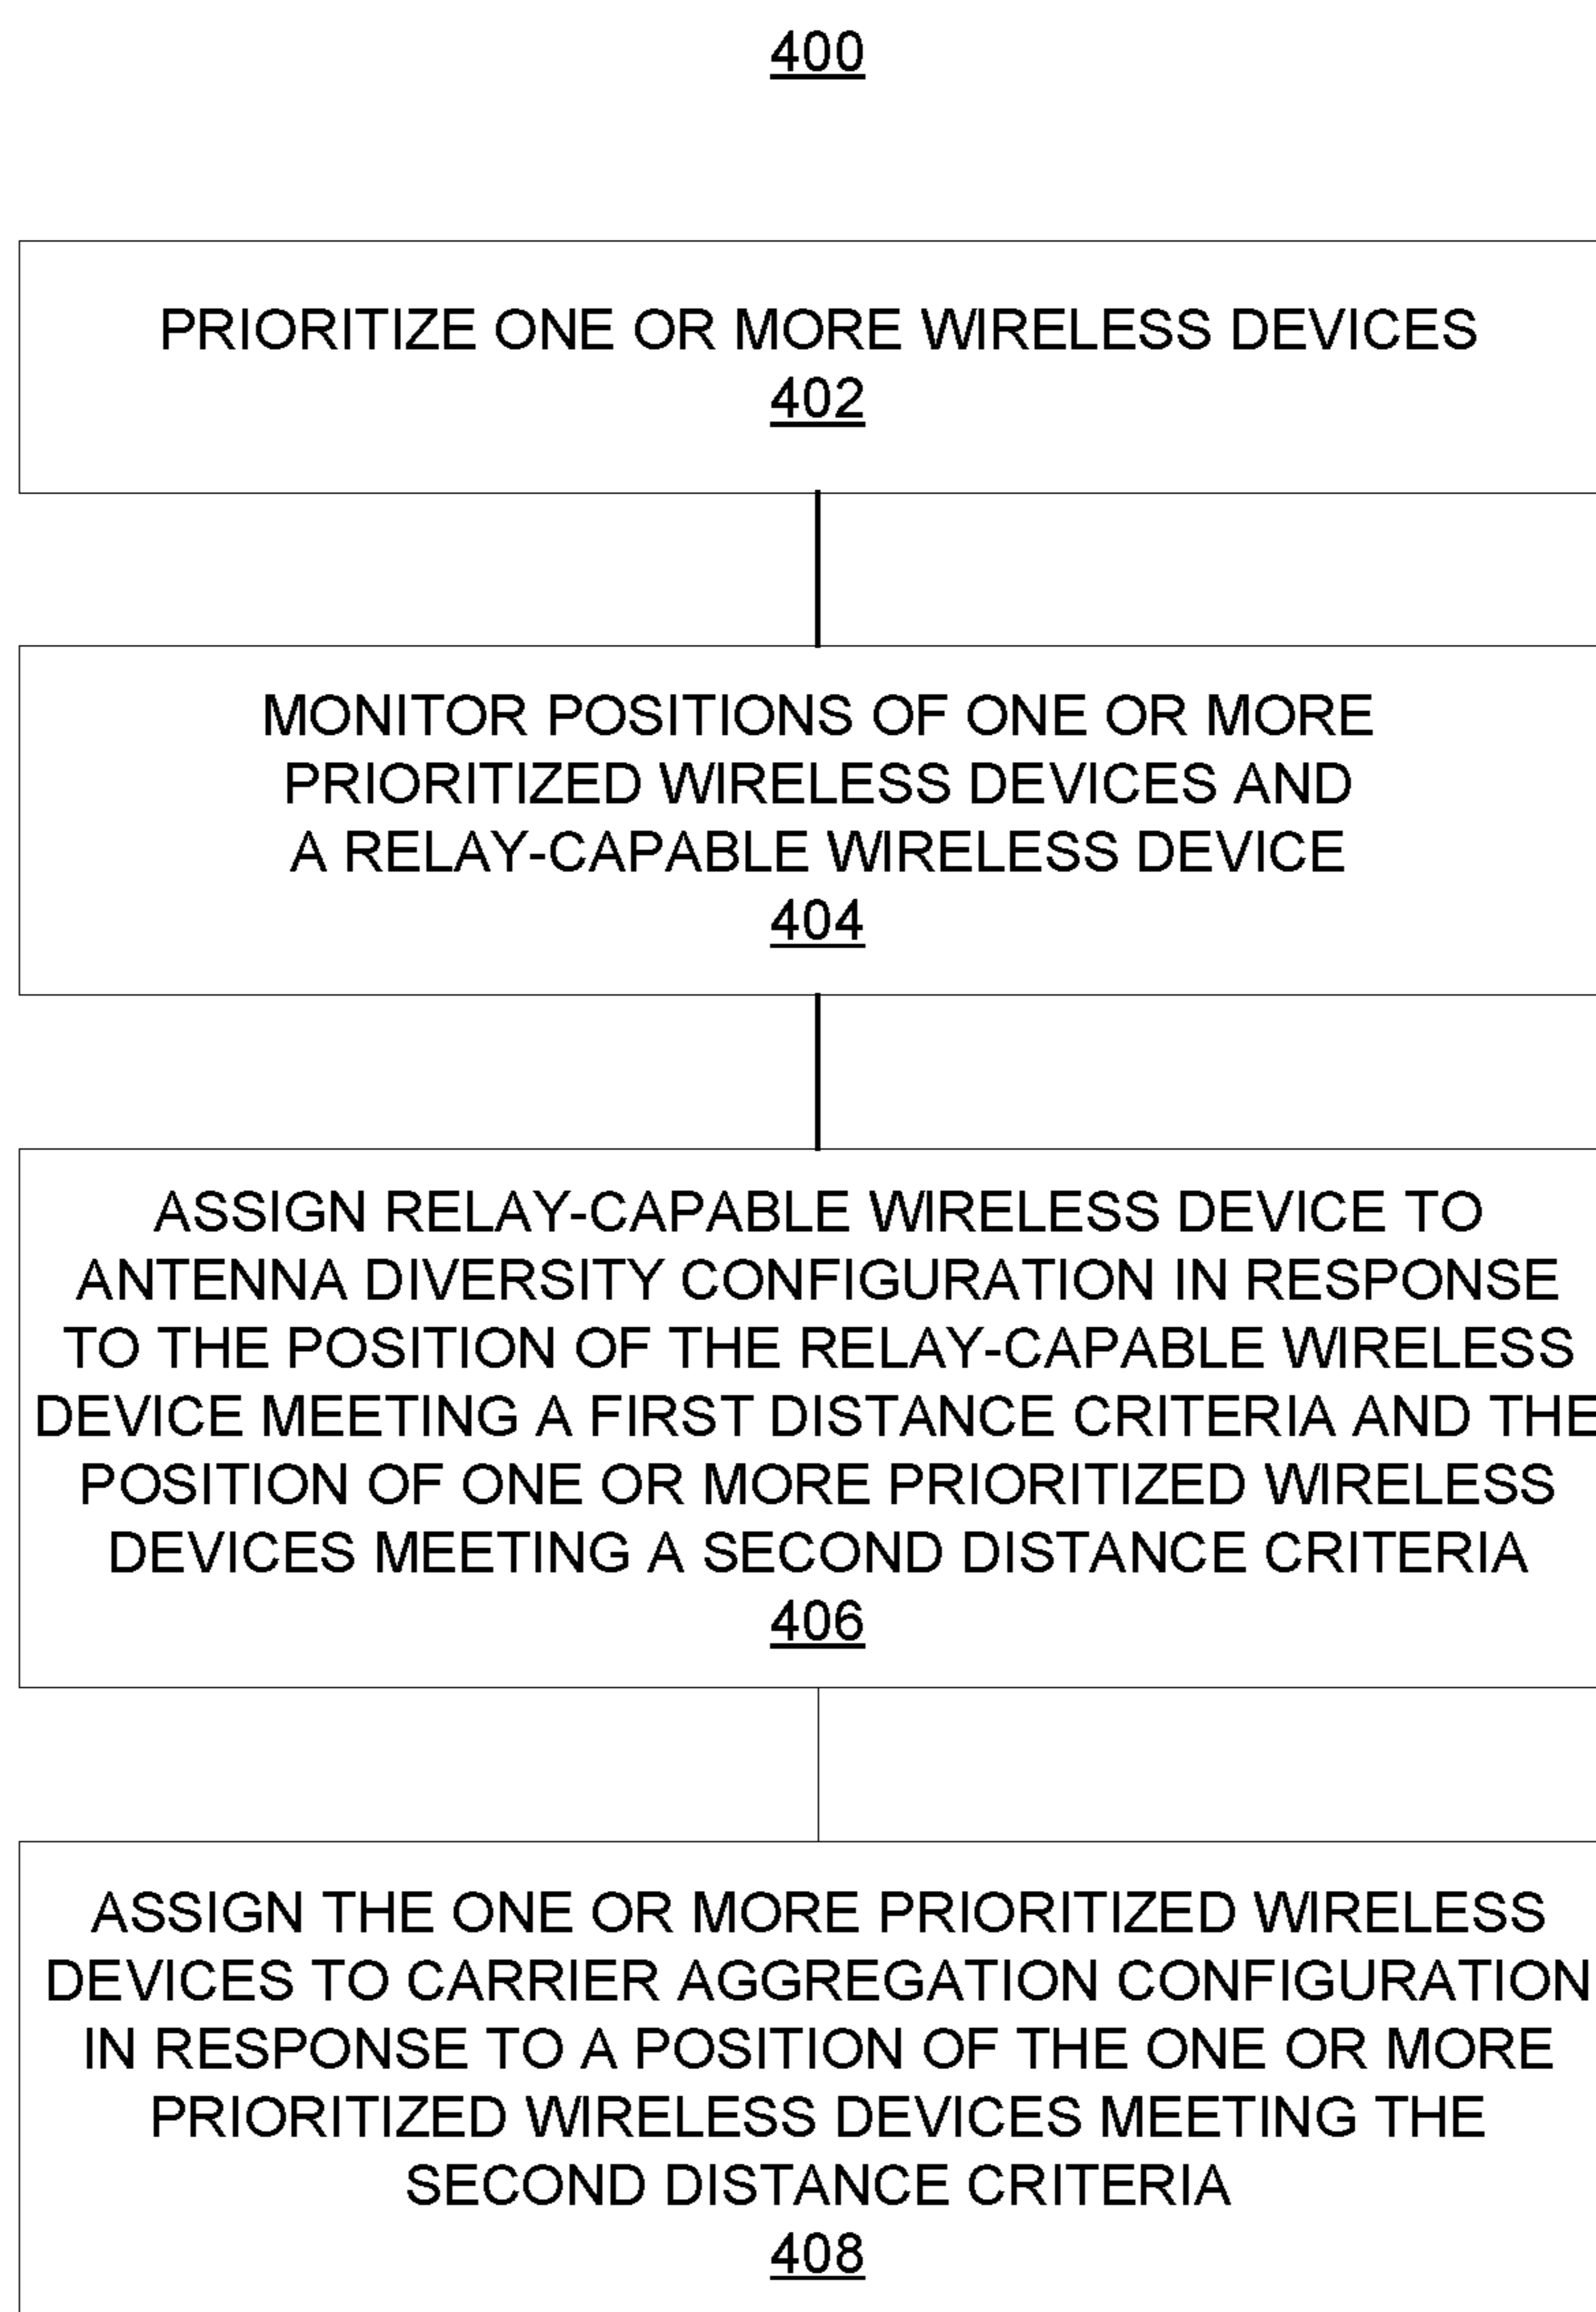 400
PRIORITIZE ONE OR MORE WIRELESS DEVICES
402
MONITOR POSITIONS OF ONE OR MORE
PRIORITIZED WIRELESS DEVICES AND
A RELAY-CAPABLE WIRELESS DEVICE
404
ASSIGN RELAY-CAPABLE WIRELESS DEVICE TO
ANTENNA DIVERSITY CONFIGURATION IN RESPONSE
TO THE POSITION OF THE RELAY-CAPABLE WIRELESS
DEVICE MEETING A FIRST DISTANCE CRITERIA AND THE
POSITION OF ONE OR MORE PRIORITIZED WIRELESS
DEVICES MEETING A SECOND DISTANCE CRITERIA
406
ASSIGN THE ONE OR MORE PRIORITIZED WIRELESS
DEVICES TO CARRIER AGGREGATION CONFIGURATION
IN RESPONSE TO A POSITION OF THE ONE OR MORE
PRIORITIZED WIRELESS DEVICES MEETING THE
SECOND DISTANCE CRITERIA
408